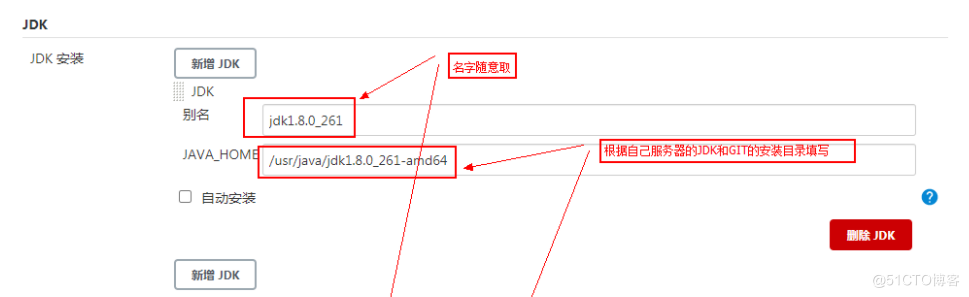 JDK
JDK 安装
新增 JDK
名字随意取
JDK
别名
jdk1.8.0_261
根据自己服务器的JDK和GIT的安装目录填写
JAVA_HOME
/usr/java/jdk1.8.0_261-amd64
自动安装
?
删除 JDK
新增 JDK
@51CTO博客